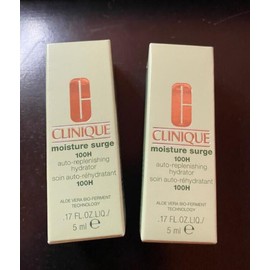 CLINIQUE
moisture surge
100H
auto-replenishing
hydrator
soin auto-réhydratant
100H
ALOE VERA BIO-FERMENT
TECHNOLOGY
.17 FL.OZ.LIQ./
5 ml e
CLINIQUE
moisture surge
100H
auto-replenishing
hydrator
soin auto-réhydratant
100H
ALOE VERA BIO-FERMENT
TECHNOLOGY
.17 FL.OZ.LIQ./
5 ml e